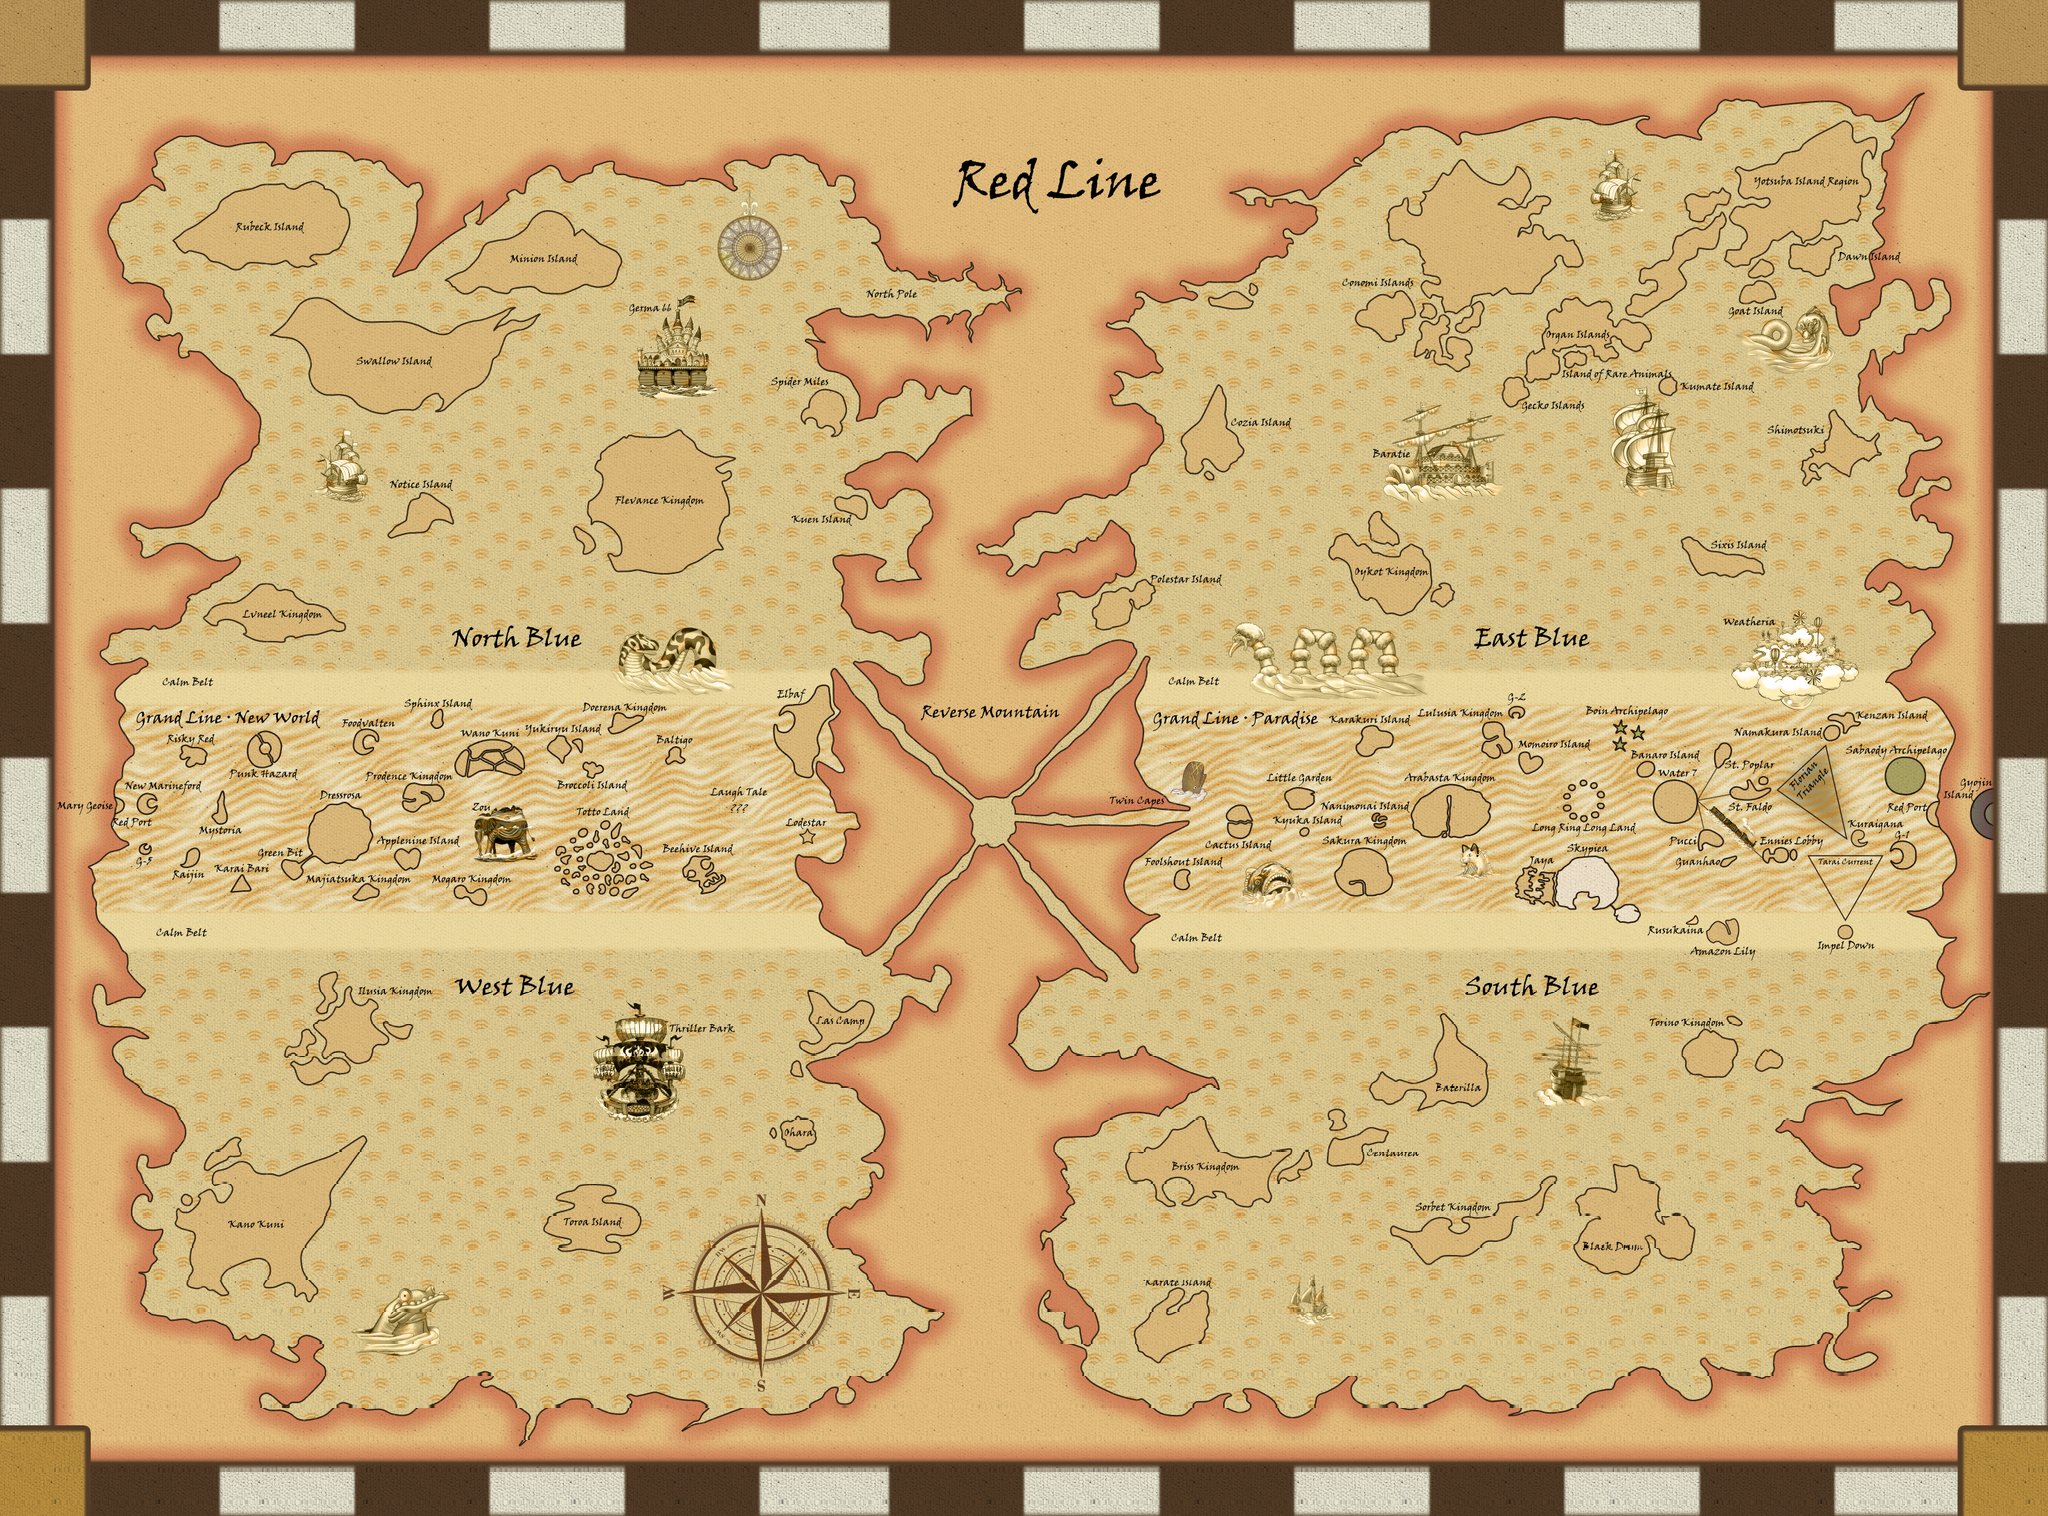 Red Line
Rubeck Island
Minion Island
Germa 66
North Pole
Swallow Island
Spider Miles
Notice Island
Flevance Kingdom
Kuen Island
Lvneel Kingdom
North Blue
Yotsuba Island Region
Dawn Island
Conomi Islands
Goat Island
Organ Islands
Island of Rare Animals
Kumate Island
Gecko Islands
Cozia Island
Shimotsuki
Baratie
Sixis Island
Oykot Kingdom
Polestar Island
Weatheria
East Blue
Calm Belt
Grand Line · New World
Sphinx Island
Doerena Kingdom
Elbaf
Foodvalten
Yukiryu Island
Risky Red
Wano Kuni
Baltigo
Punk Hazard
Prodence Kingdom
Broccoli Island
New Marineford
Dressrosa
Laugh Tale
???
Mary Geoise
Zou
Totto Land
Red Port
Mystoria
Lodestar
Applenine Island
Green Bit
Beehive Island
G-5
Raijin
Karai Bari
Majiatsuka Kingdom
Mogaro Kingdom
Calm Belt
Reverse Mountain
Calm Belt
Grand Line · Paradise
Karakuri Island
Lulusia Kingdom
G-2
Boin Archipelago
Kenzan Island
Namakura Island
Momoiro Island
Banaro Island
Sabaody Archipelago
St. Poplar
Little Garden
Arabasta Kingdom
Water 7
Florian
Triangle
Gyojin
Island
Twin Capes
Nanimonai Island
St. Faldo
Red Port
Kyuka Island
Long Ring Long Land
Cactus Island
Sakura Kingdom
Pucci
Ennies Lobby
Kuraigana
G-1
Foolshout Island
Jaya
Skypiea
Guanhao
Tarai Current
Rusukaina
Amazon Lily
Impel Down
Calm Belt
West Blue
Ilusia Kingdom
Thriller Bark
Las Camp
Ohara
Kano Kuni
Toroa Island
N
W
E
S
South Blue
Torino Kingdom
Baterilla
Centaurea
Briss Kingdom
Sorbet Kingdom
Black Drum
Karate Island